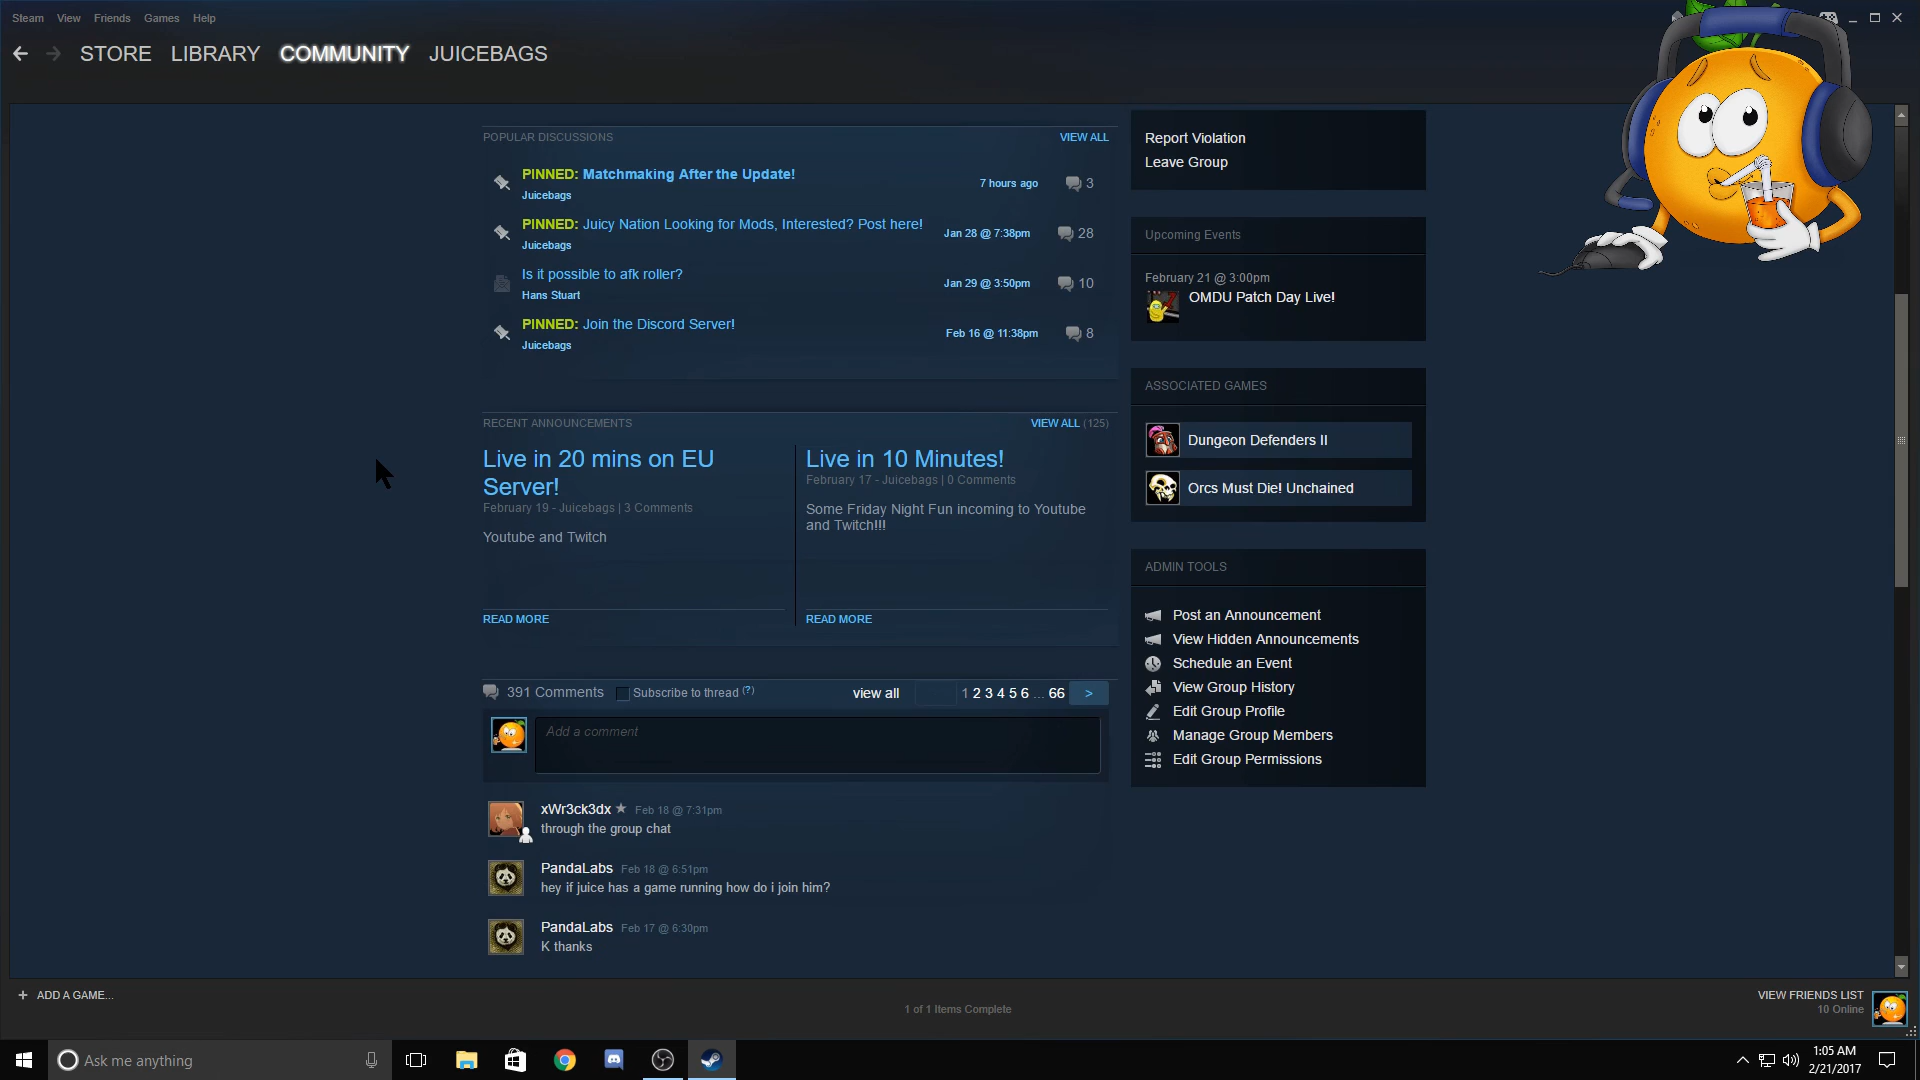 Steam View Friends Games Help
STORE LIBRARY COMMUNITY JUICEBAGS
POPULAR DISCUSSIONS VIEW ALL
PINNED: Matchmaking After the Update! 7 hours ago 3
Juicebags
PINNED: Juicy Nation Looking for Mods, Interested? Post here! Jan 28 @ 7:38pm 28
Juicebags
Is it possible to afk roller? Jan 29 @ 3:50pm 10
Hans Stuart
PINNED: Join the Discord Server! Feb 16 @ 11:38pm 8
Juicebags
RECENT ANNOUNCEMENTS VIEW ALL (125)
Live in 20 mins on EU
Server!
February 19 - Juicebags | 3 Comments
Youtube and Twitch
READ MORE
Live in 10 Minutes!
February 17 - Juicebags | 0 Comments
Some Friday Night Fun incoming to Youtube
and Twitch!!!
READ MORE
391 Comments Subscribe to thread (?) view all 1 2 3 4 5 6 ... 66 >
Add a comment
xWr3ck3dx ★ Feb 18 @ 7:31pm
through the group chat
PandaLabs Feb 18 @ 6:51pm
hey if juice has a game running how do i join him?
PandaLabs Feb 17 @ 6:30pm
K thanks
Report Violation
Leave Group
Upcoming Events
February 21 @ 3:00pm
OMDU Patch Day Live!
ASSOCIATED GAMES
Dungeon Defenders II
Orcs Must Die! Unchained
ADMIN TOOLS
Post an Announcement
View Hidden Announcements
Schedule an Event
View Group History
Edit Group Profile
Manage Group Members
Edit Group Permissions
+ ADD A GAME...
1 of 1 Items Complete
VIEW FRIENDS LIST
10 Online
Ask me anything
1:05 AM
2/21/2017